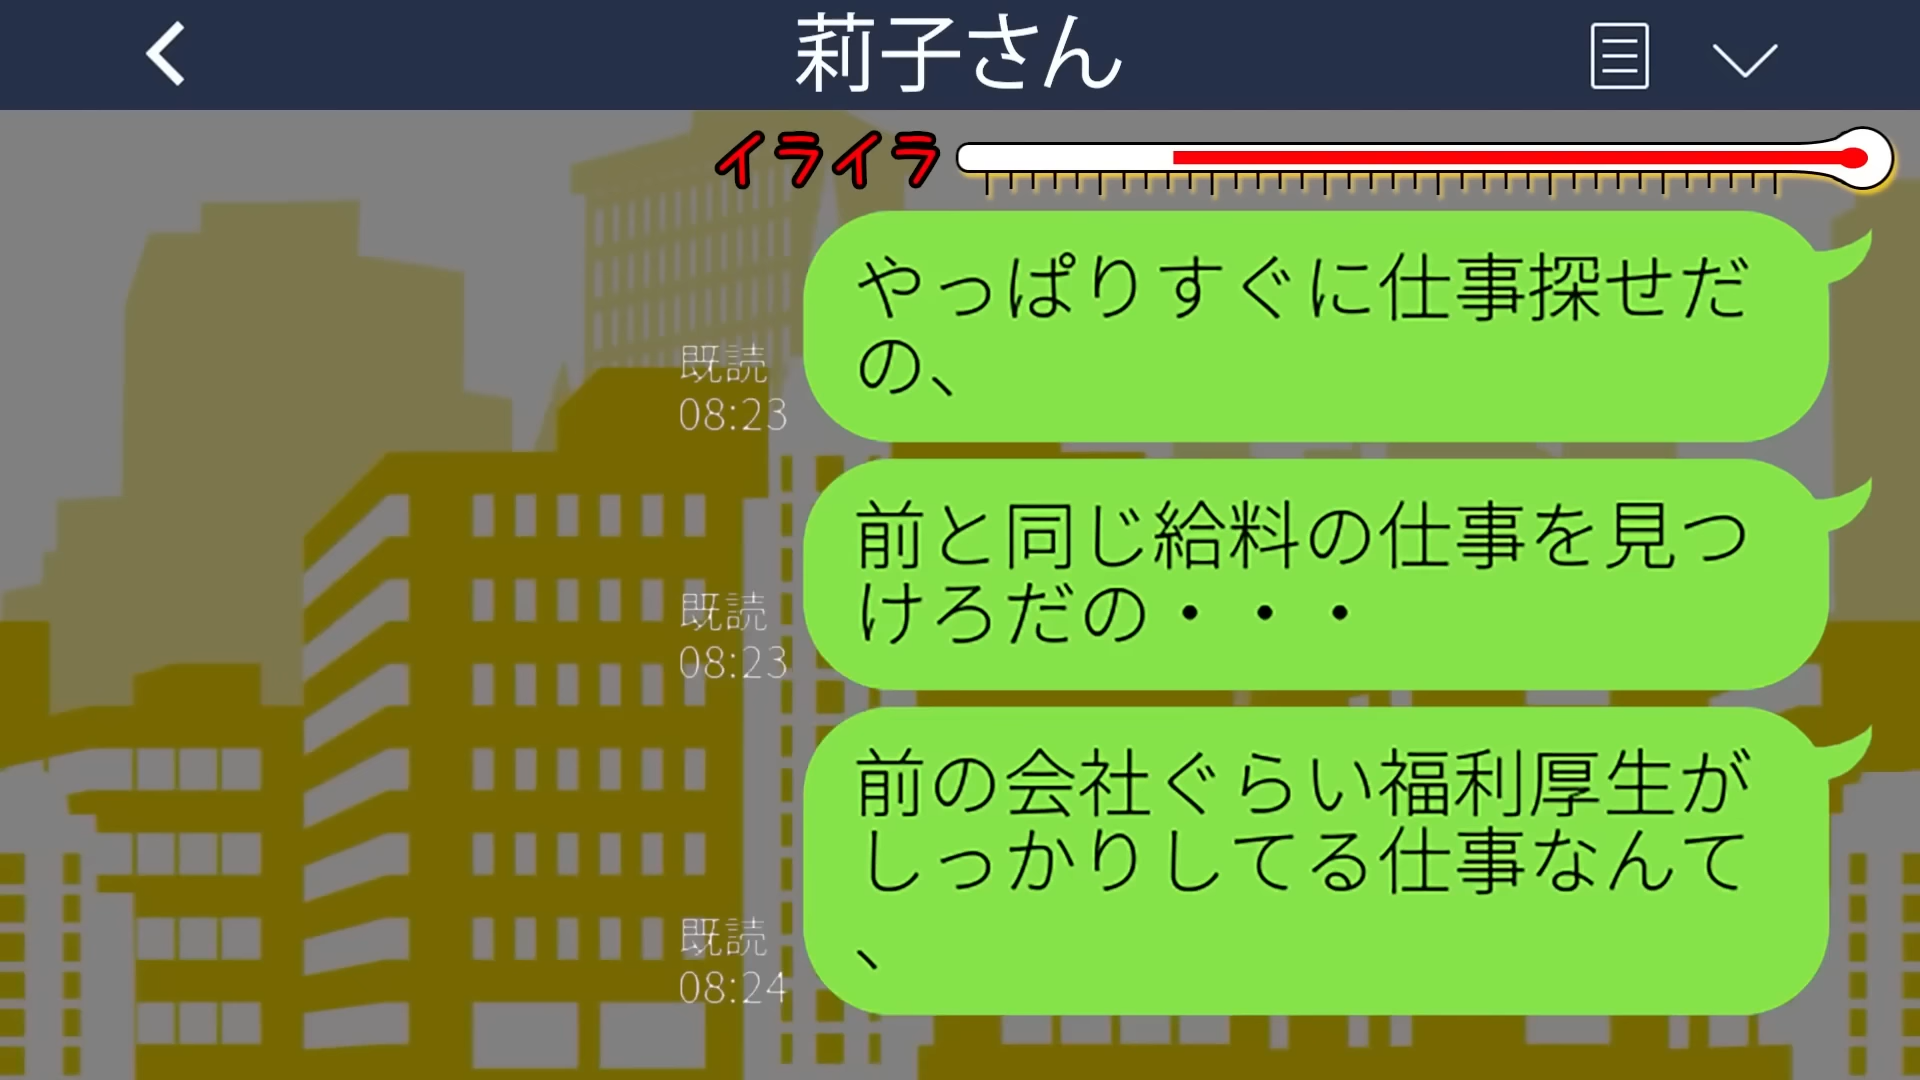 莉子さん
イライラ
やっぱりすぐに仕事探せだ
の、
既読
08:23
前と同じ給料の仕事を見つ
けろだの・・・
既読
08:23
前の会社ぐらい福利厚生が
しっかりしてる仕事なんて
、
既読
08:24